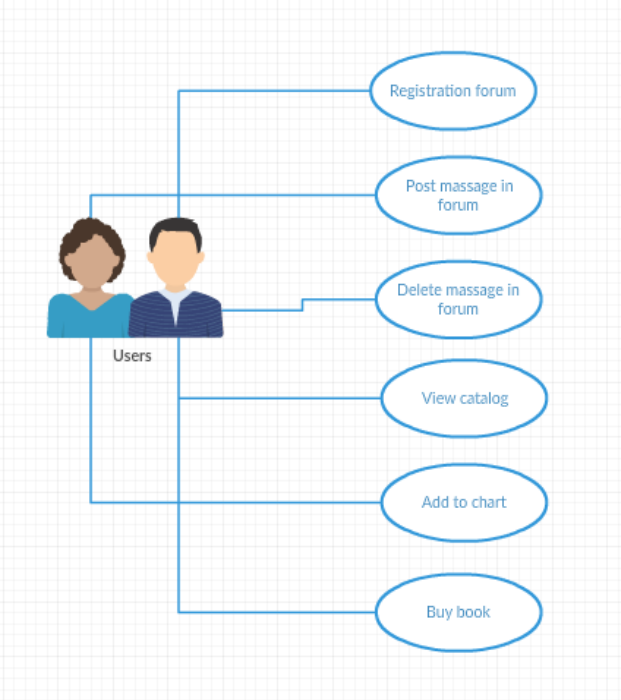 Registration forum
Post massage in
forum
Delete massage in
forum
Users
View catalog
Add to chart
Buy book